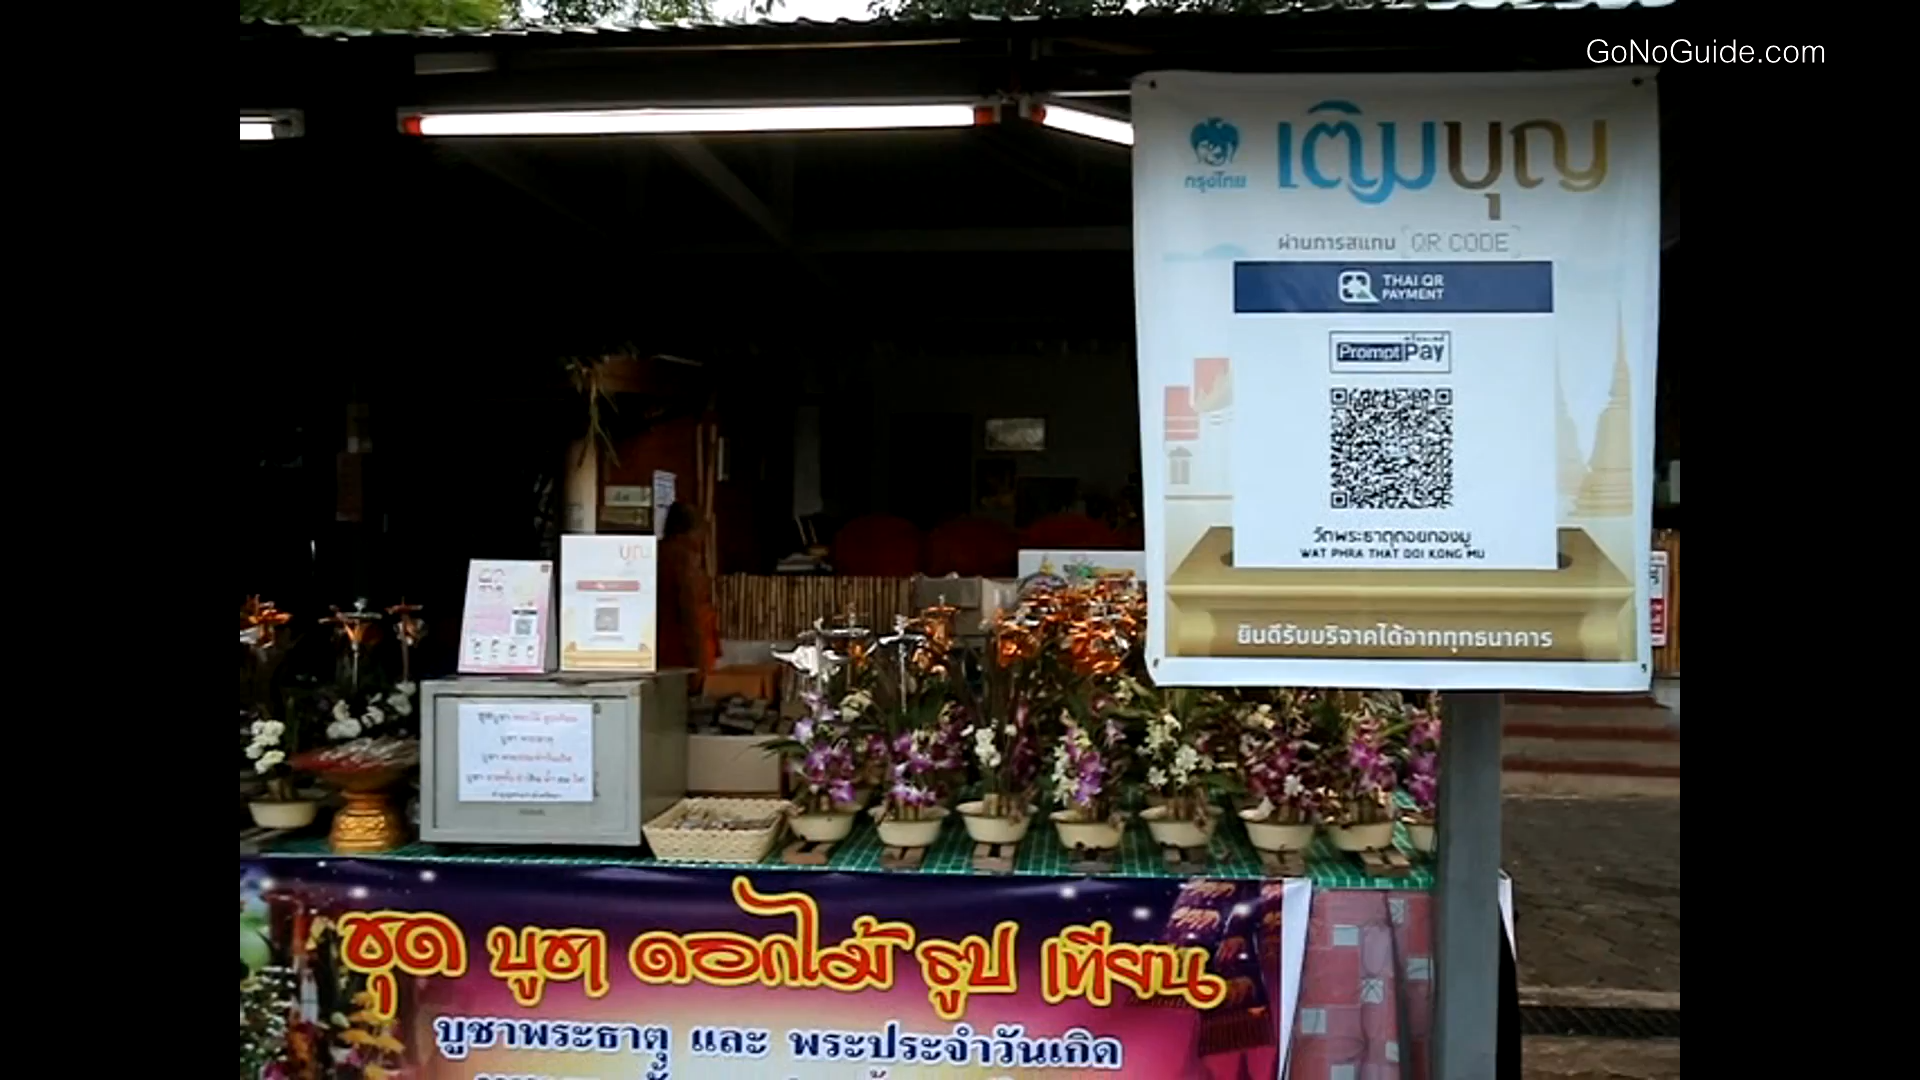 GoNoGuide.com
กรุงไทย
เติมบุญ
ผ่านการสแกน QR CODE
THAI QR
PAYMENT
PromptPay
วัดพระธาตุดอยกองมู
WAT PHRA THAT DOI KONG MU
ยินดีรับบริจาคได้จากทุกธนาคาร
บุญ
ชุด บูชา ดอกไม้ ธูป เทียน
บูชาพระธาตุ และ พระประจำวันเกิด